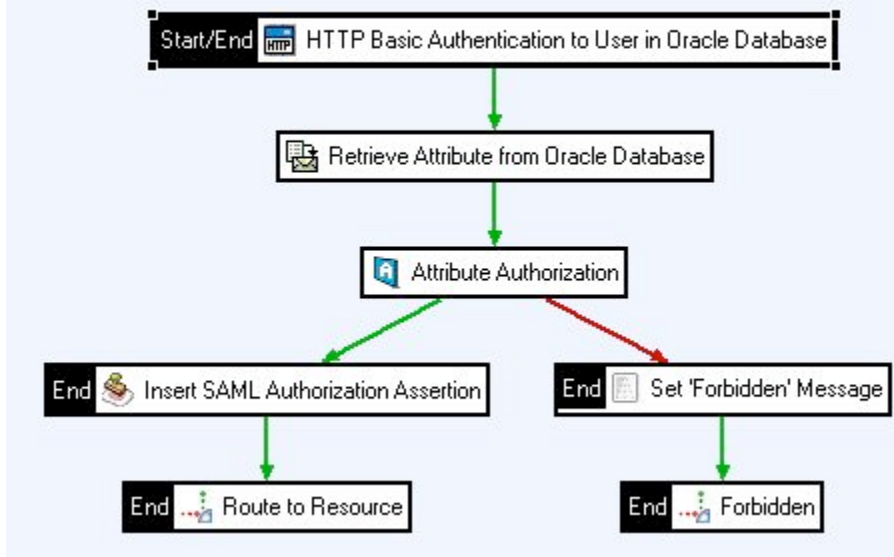 Start/End HTTP HTTP Basic Authentication to User in Oracle Database
Retrieve Attribute from Oracle Database
A Attribute Authorization
End Insert SAML Authorization Assertion
End Set 'Forbidden' Message
End Route to Resource
End Forbidden